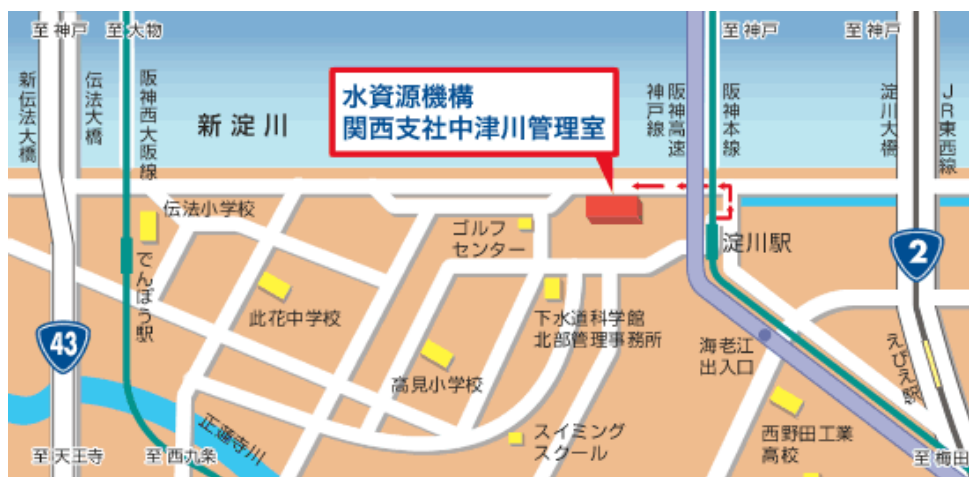 至神戸
至大物
至神戸
至神戸
新伝法大橋
伝法大橋
阪神西大阪線
新淀川
水資源機構
関西支社中津川管理室
阪神高速
神戸線
阪神本線
淀川大橋
JR東西線
伝法小学校
ゴルフ
センター
淀川駅
2
でんぽう駅
此花中学校
下水道科学館
北部管理事務所
海老江
出入口
えびえ駅
43
高見小学校
正蓮寺川
スイミング
スクール
西野田工業
高校
至天王寺
至西九条
至梅田